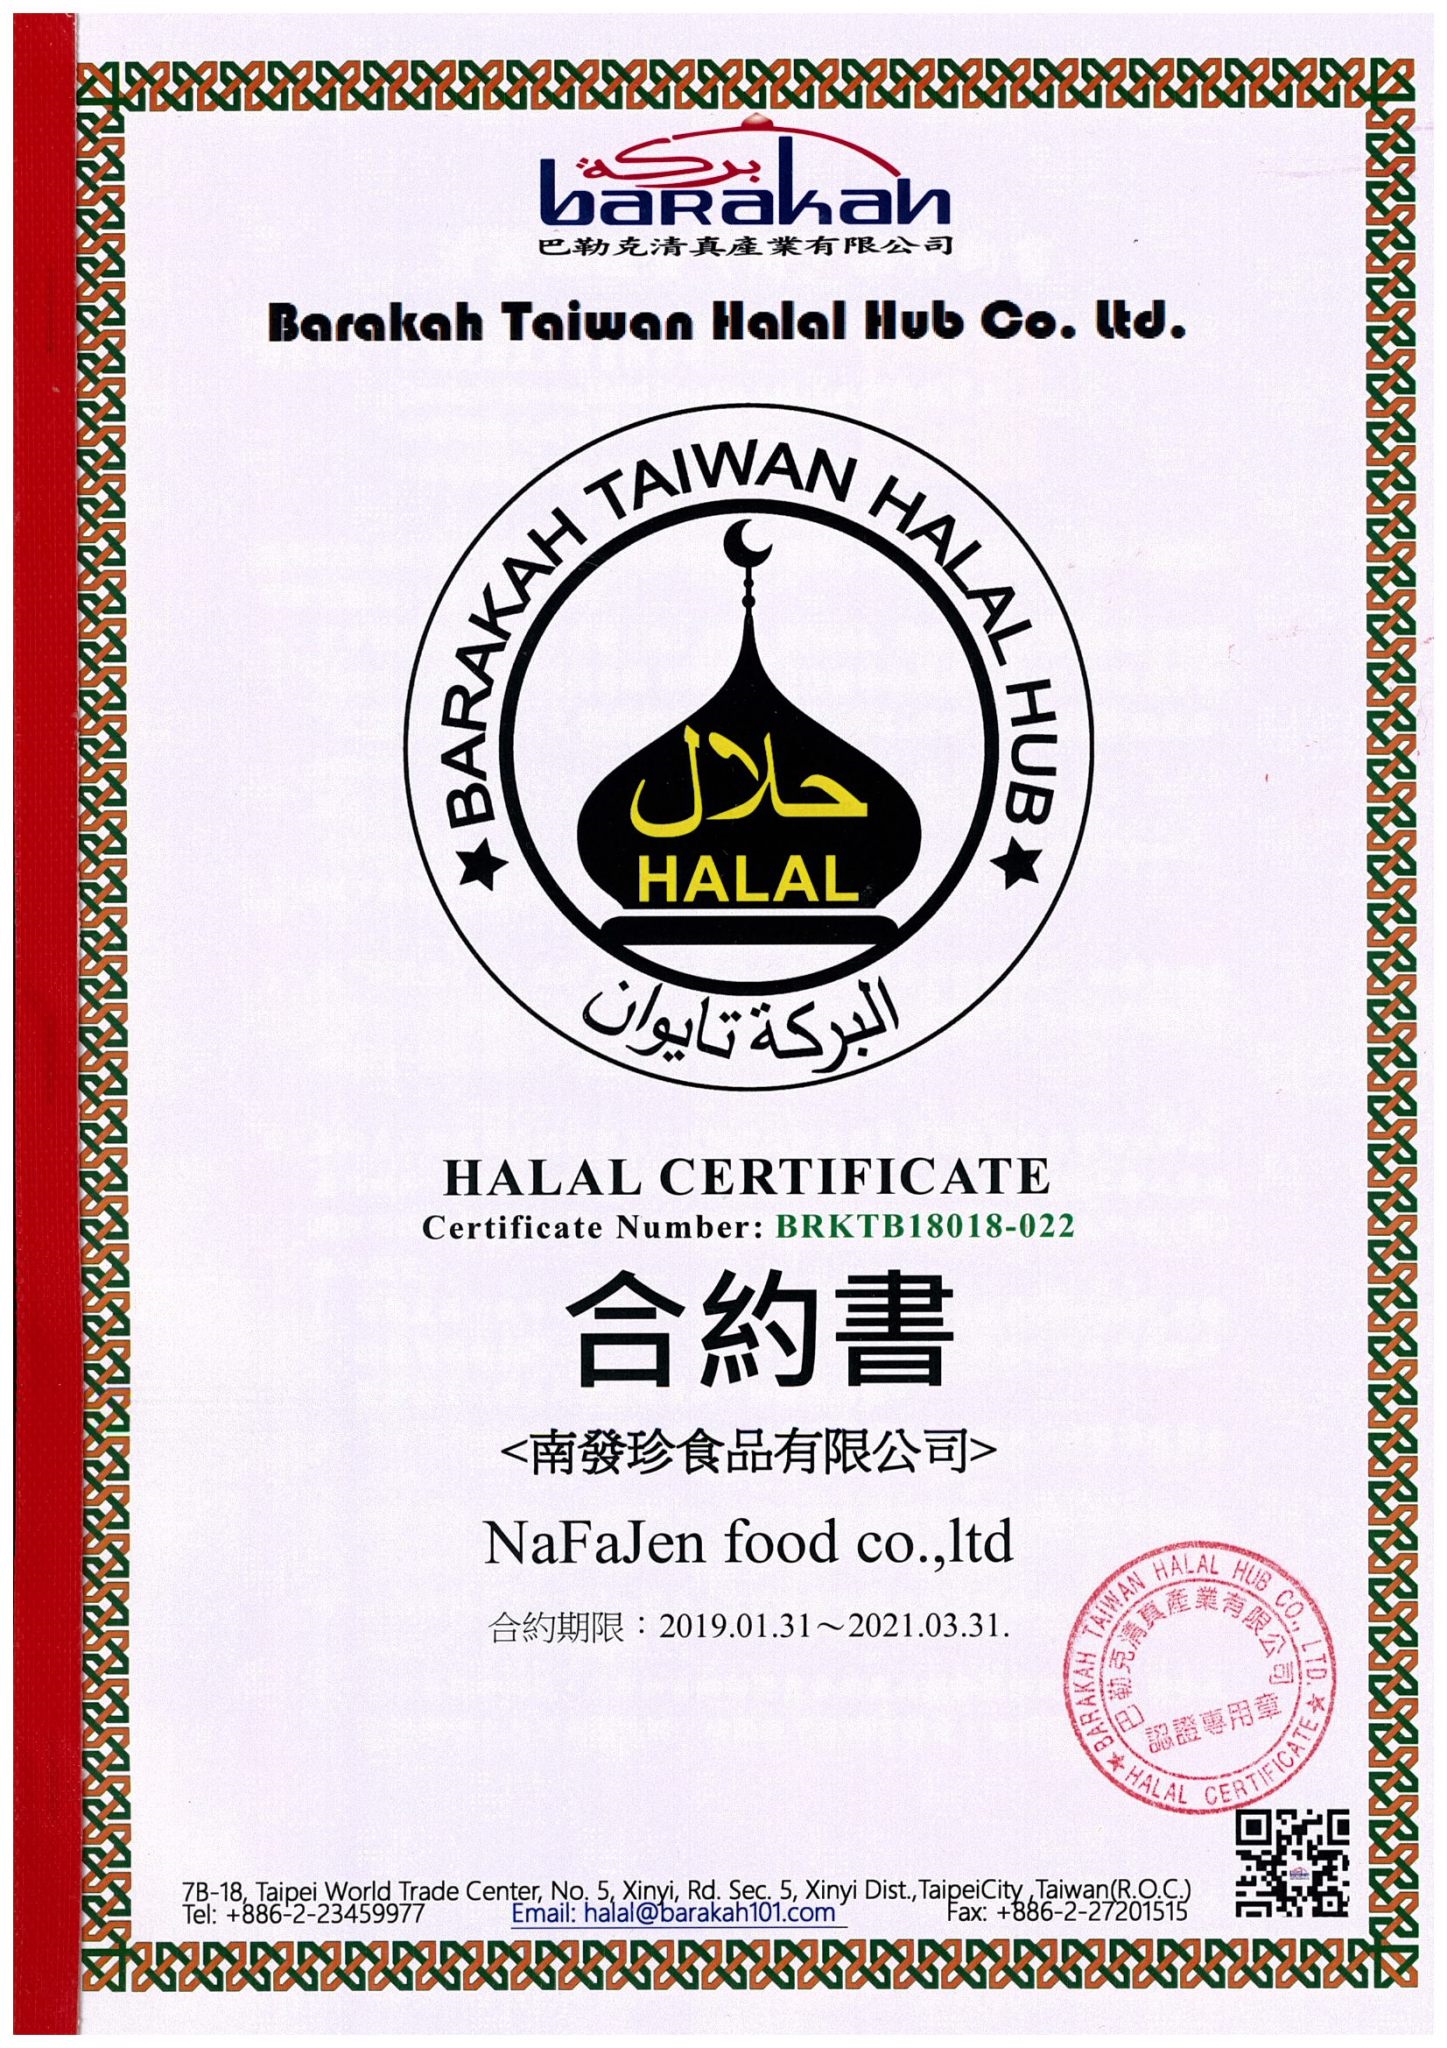 بركة
barakah
巴勒克清真產業有限公司
Barakah Taiwan Halal Hub Co. Ltd.
BARAKAH TAIWAN HALAL HUB
حلال
HALAL
البركة تايوان
HALAL CERTIFICATE
Certificate Number: BRKTB18018-022
合約書
<南發珍食品有限公司>
NaFaJen food co.,ltd
合約期限：2019.01.31～2021.03.31.
BARAKAH TAIWAN HALAL HUB CO., LTD.
巴勒克清真產業有限公司
認證專用章
HALAL CERTIFICATE
7B-18, Taipei World Trade Center, No. 5, Xinyi, Rd. Sec. 5, Xinyi Dist.,TaipeiCity ,Taiwan(R.O.C.)
Tel: +886-2-23459977 Email: halal@barakah101.com Fax: +886-2-27201515